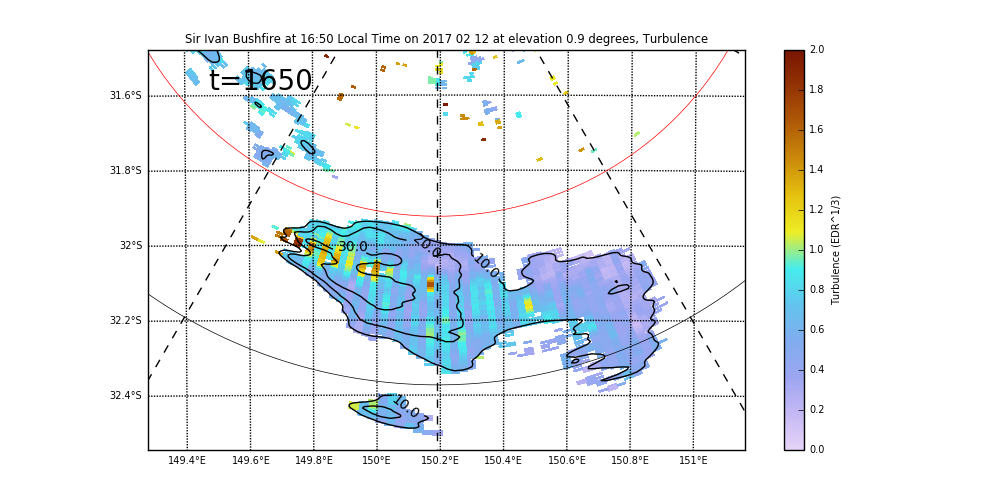 Sir Ivan Bushfire at 16:50 Local Time on 2017 02 12 at elevation 0.9 degrees, Turbulence
t=1650
31.6°S
31.8°S
32°S
32.2°S
32.4°S
30.0
10.0
10.0
149.4°E 149.6°E 149.8°E 150°E 150.2°E 150.4°E 150.6°E 150.8°E 151°E
2.0
1.8
1.6
1.4
1.2
1.0
0.8
0.6
0.4
0.2
0.0
Turbulence (EDR^1/3)